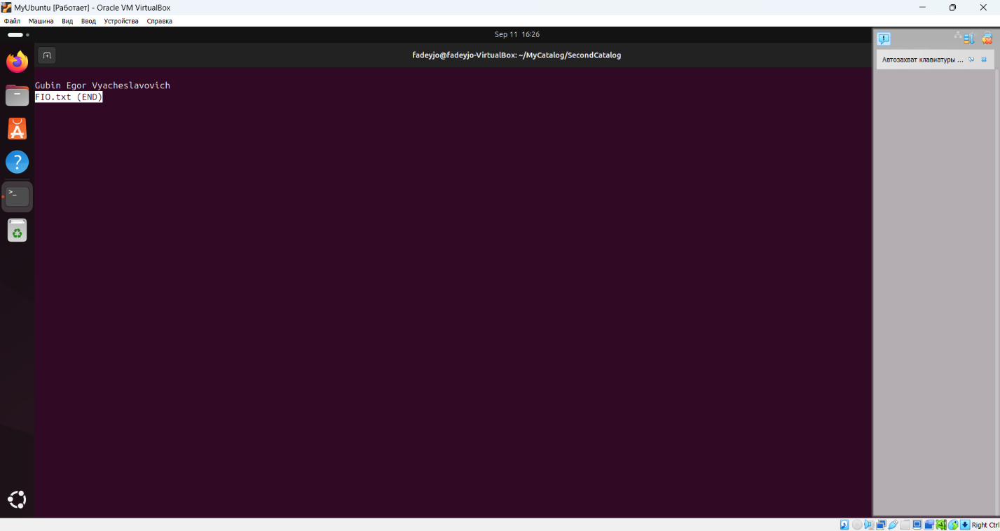 MyUbuntu [Работает] - Oracle VM VirtualBox
Файл Машина Вид Ввод Устройства Справка
Sep 11 16:26
fadeyjo@fadeyjo-VirtualBox: ~/MyCatalog/SecondCatalog
Автозахват клавиатуры ...
Gubin Egor Vyacheslavovich
FIO.txt (END)
Right Ctrl